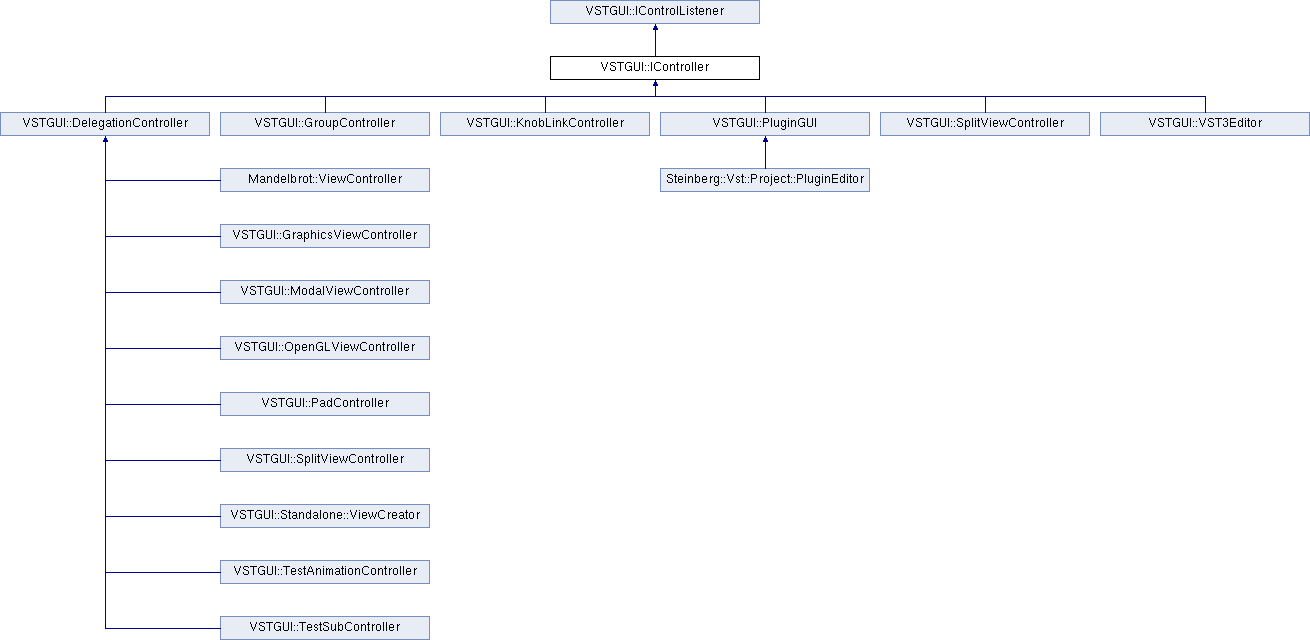 VSTGUI::IControlListener
VSTGUI::IController
VSTGUI::DelegationController
VSTGUI::GroupController
VSTGUI::KnobLinkController
VSTGUI::PluginGUI
VSTGUI::SplitViewController
VSTGUI::VST3Editor
Mandelbrot::ViewController
Steinberg::Vst::Project::PluginEditor
VSTGUI::GraphicsViewController
VSTGUI::ModalViewController
VSTGUI::OpenGLViewController
VSTGUI::PadController
VSTGUI::SplitViewController
VSTGUI::Standalone::ViewCreator
VSTGUI::TestAnimationController
VSTGUI::TestSubController